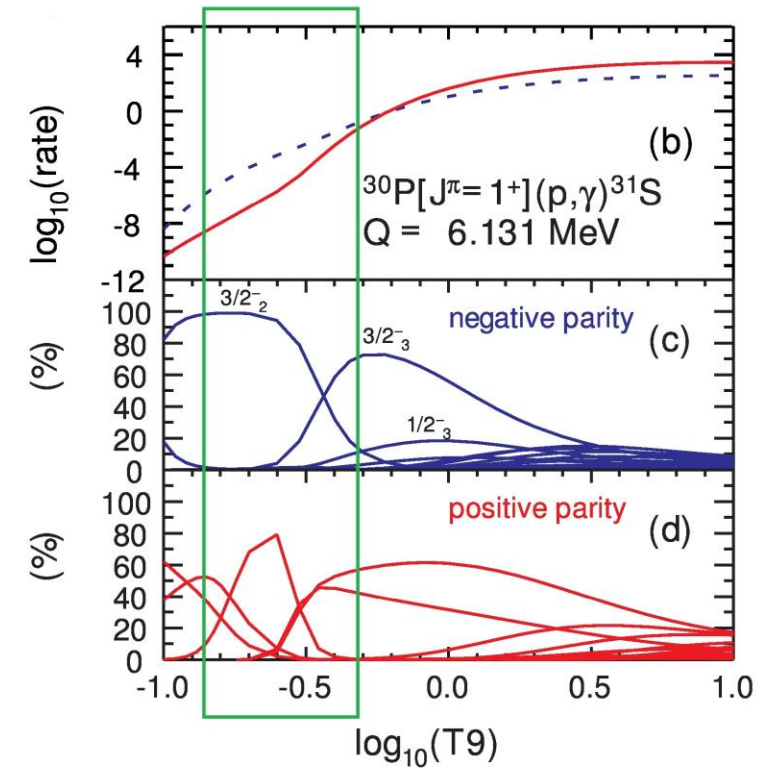 log₁₀(rate)
4
0
-4
-8
-12
(b)
³⁰P[Jπ= 1⁺](p,γ)³¹S
Q = 6.131 MeV
(%)
100
80
60
40
20
0
3/2⁻₂
3/2⁻₃
1/2⁻₃
negative parity
(c)
(%)
100
80
60
40
20
0
positive parity
(d)
-1.0 -0.5 0.0 0.5 1.0
log₁₀(T9)